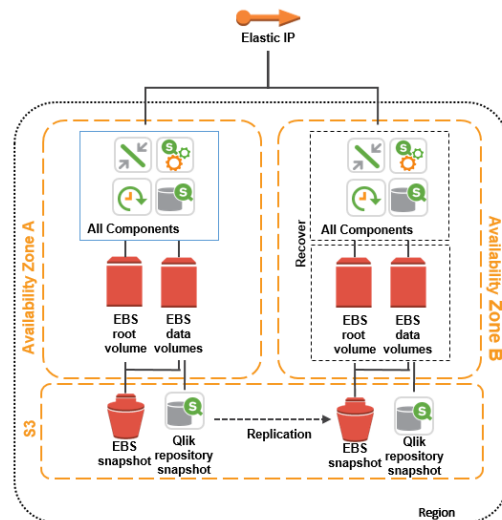 Elastic IP
Availability Zone A
All Components
EBS
root
volume
EBS
data
volumes
Recover
All Components
EBS
root
volume
EBS
data
volumes
Availability Zone B
S3
EBS
snapshot
Qlik
repository
snapshot
Replication
EBS
snapshot
Qlik
repository
snapshot
Region
S
S
S
S
S
S